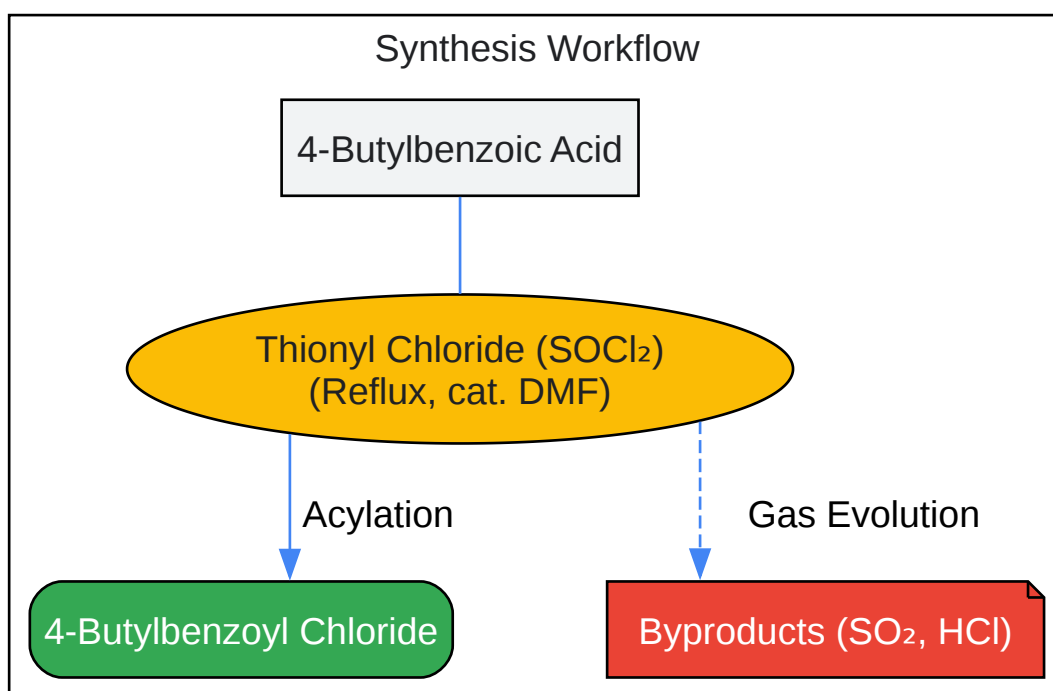 Synthesis Workflow
4-Butylbenzoic Acid
Thionyl Chloride (SOCl₂)
(Reflux, cat. DMF)
Acylation
Gas Evolution
4-Butylbenzoyl Chloride
Byproducts (SO₂, HCl)